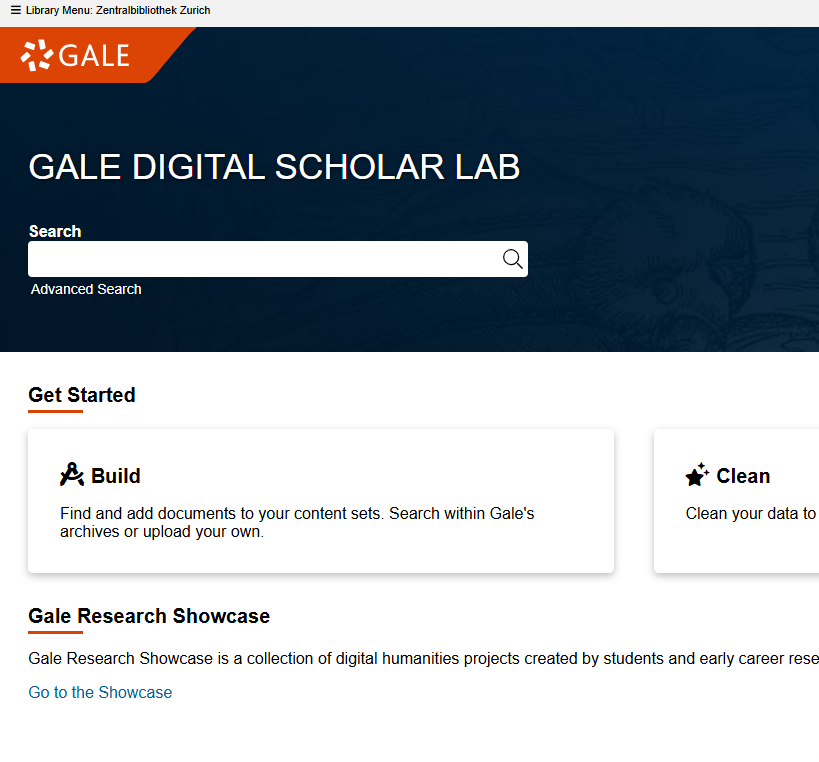 Library Menu: Zentralbibliothek Zurich
GALE
GALE DIGITAL SCHOLAR LAB
Search
Advanced Search
Get Started
Build
Find and add documents to your content sets. Search within Gale's
archives or upload your own.
Clean
Clean your data to
Gale Research Showcase
Gale Research Showcase is a collection of digital humanities projects created by students and early career rese
Go to the Showcase